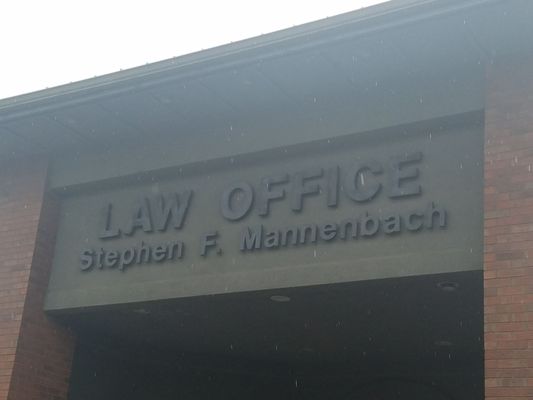 LAW OFFICE
Stephen F. Mannenbach